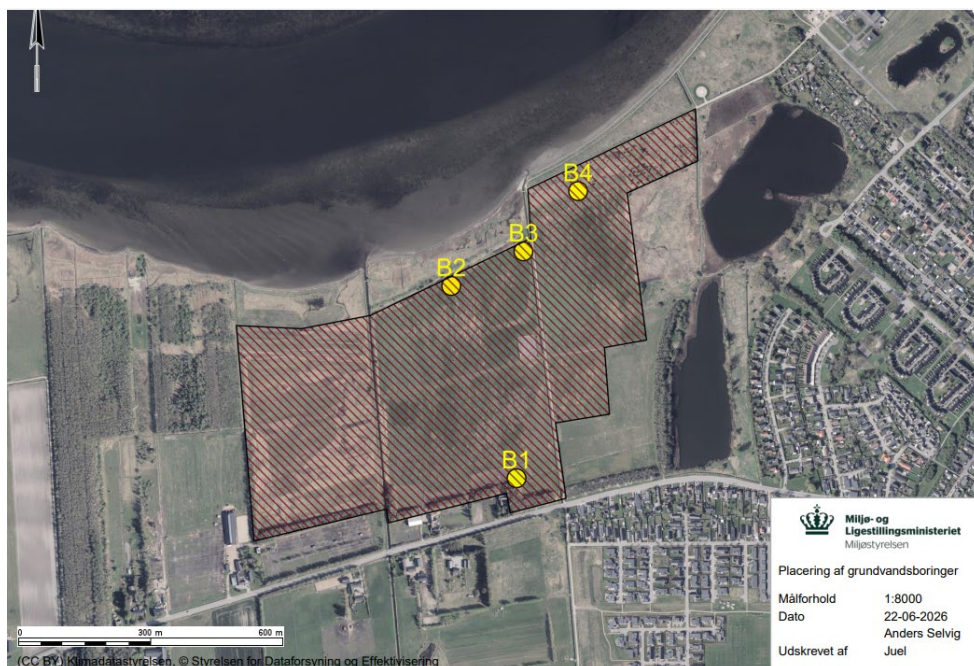 B4
B3
B2
B1
Miljø- og
Ligestillingsministeriet
Miljøstyrelsen
Placering af grundvandsboringer
Målforhold 1:8000
Dato 22-06-2026
Anders Selvig
Udskrevet af Juel
0 300 m 600 m
(CC BY) Klimadatastyrelsen, © Styrelsen for Dataforsyning og Effektivisering